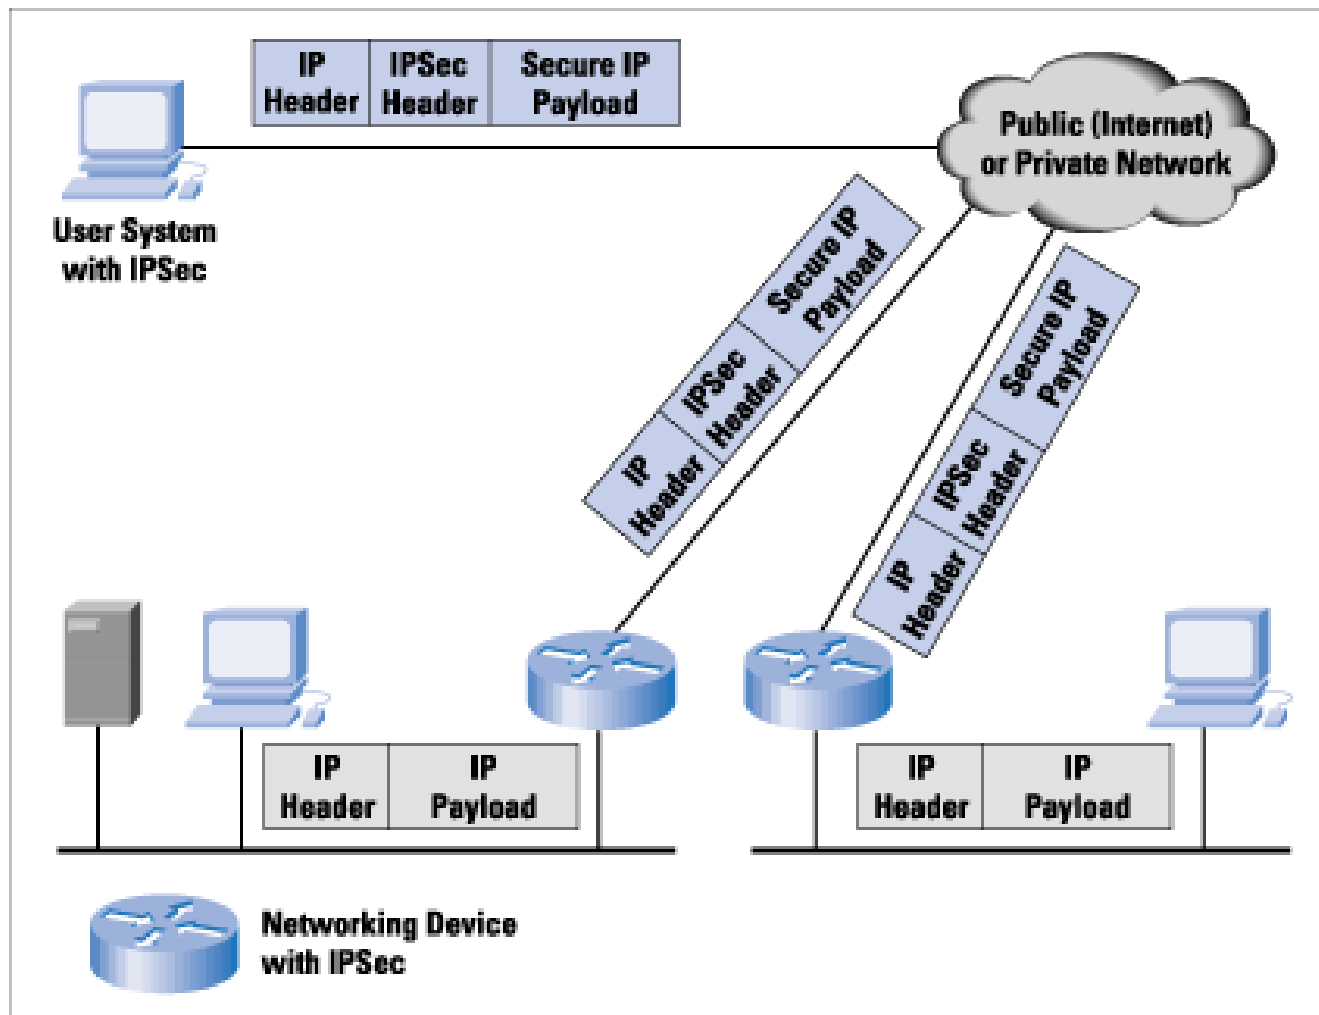 IP
Header
IPSec
Header
Secure IP
Payload
Public (Internet)
or Private Network
User System
with IPSec
IP
Header
IPSec
Header
Secure IP
Payload
IP
Header
IPSec
Header
Secure IP
Payload
IP
Header
IP
Payload
IP
Header
IP
Payload
Networking Device
with IPSec